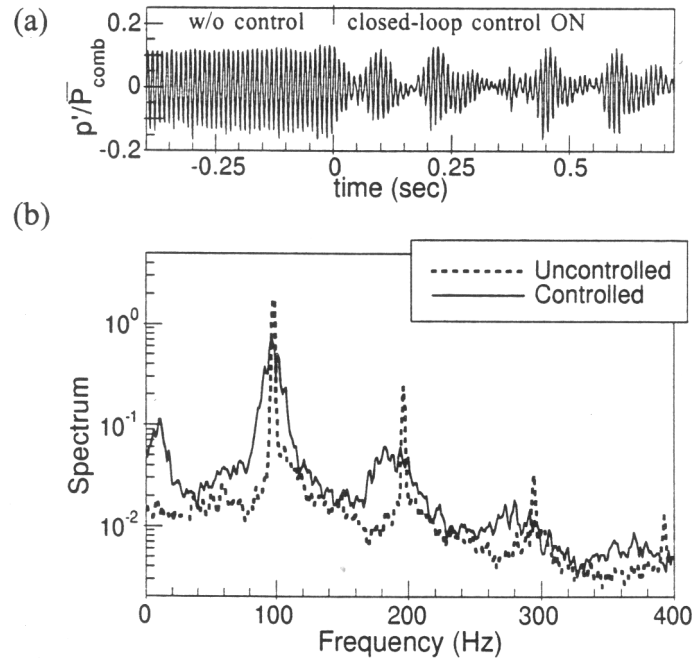 (a)
w/o control closed-loop control ON
p'/P̅comb
0.2
0
-0.2
-0.25 0 0.25 0.5
time (sec)
(b)
Uncontrolled
Controlled
Spectrum
10⁰
10⁻¹
10⁻²
0 100 200 300 400
Frequency (Hz)